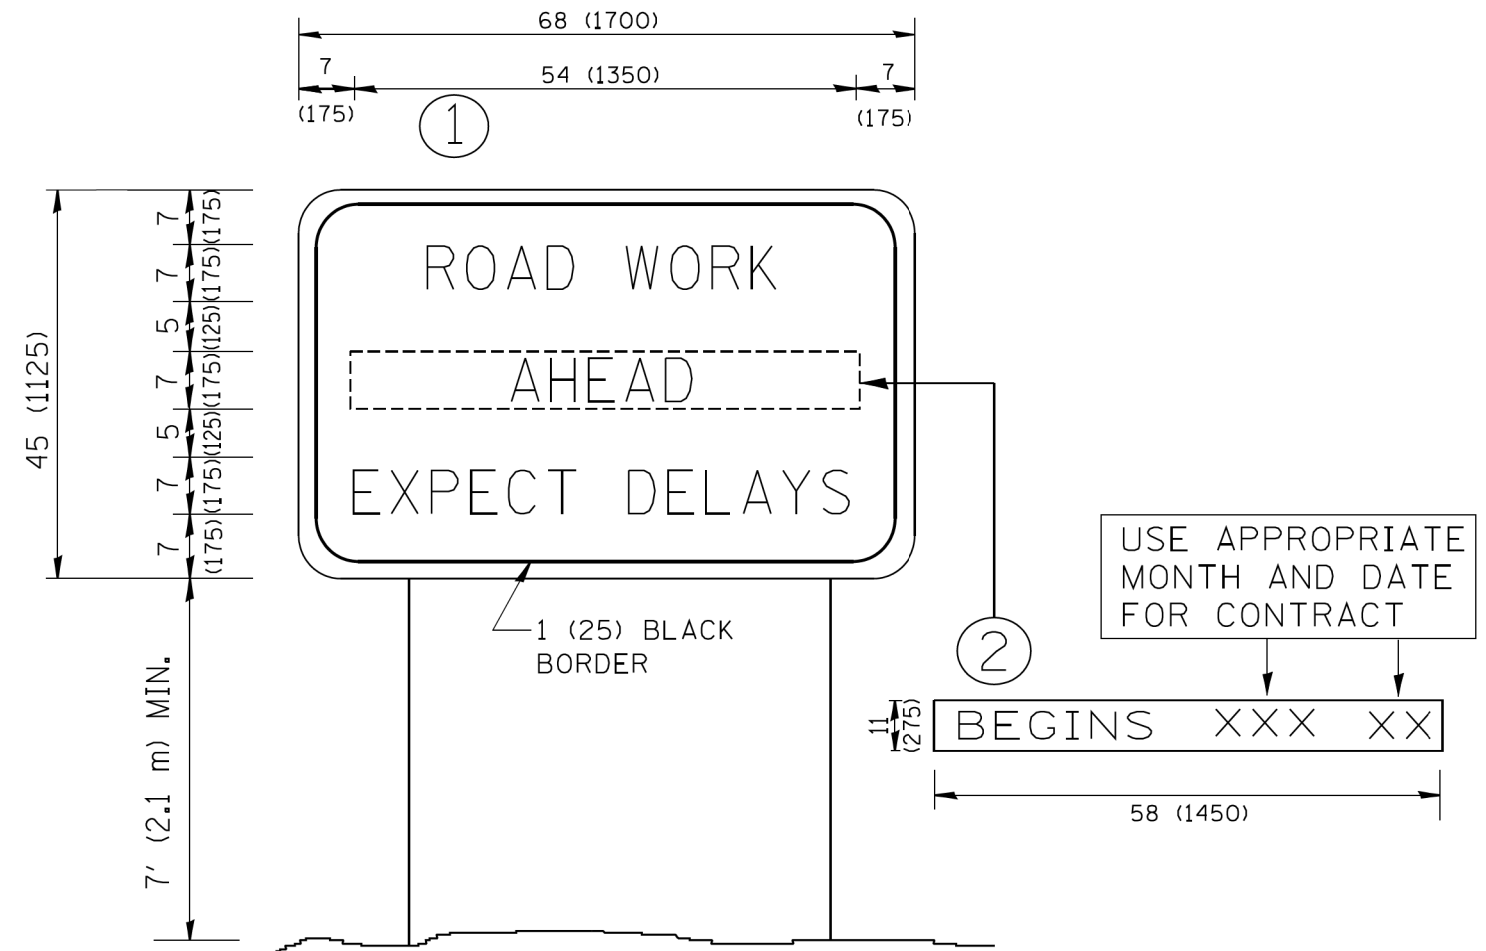 68 (1700)
7
54 (1350)
7
(175)
(175)
1
45 (1125)
7
(175)
7
(175)
5
(125)
7
(175)
5
(125)
7
(175)
7
(175)
ROAD WORK
AHEAD
EXPECT DELAYS
1 (25) BLACK
BORDER
7' (2.1 m) MIN.
2
USE APPROPRIATE
MONTH AND DATE
FOR CONTRACT
11
(275)
BEGINS XXX XX
58 (1450)